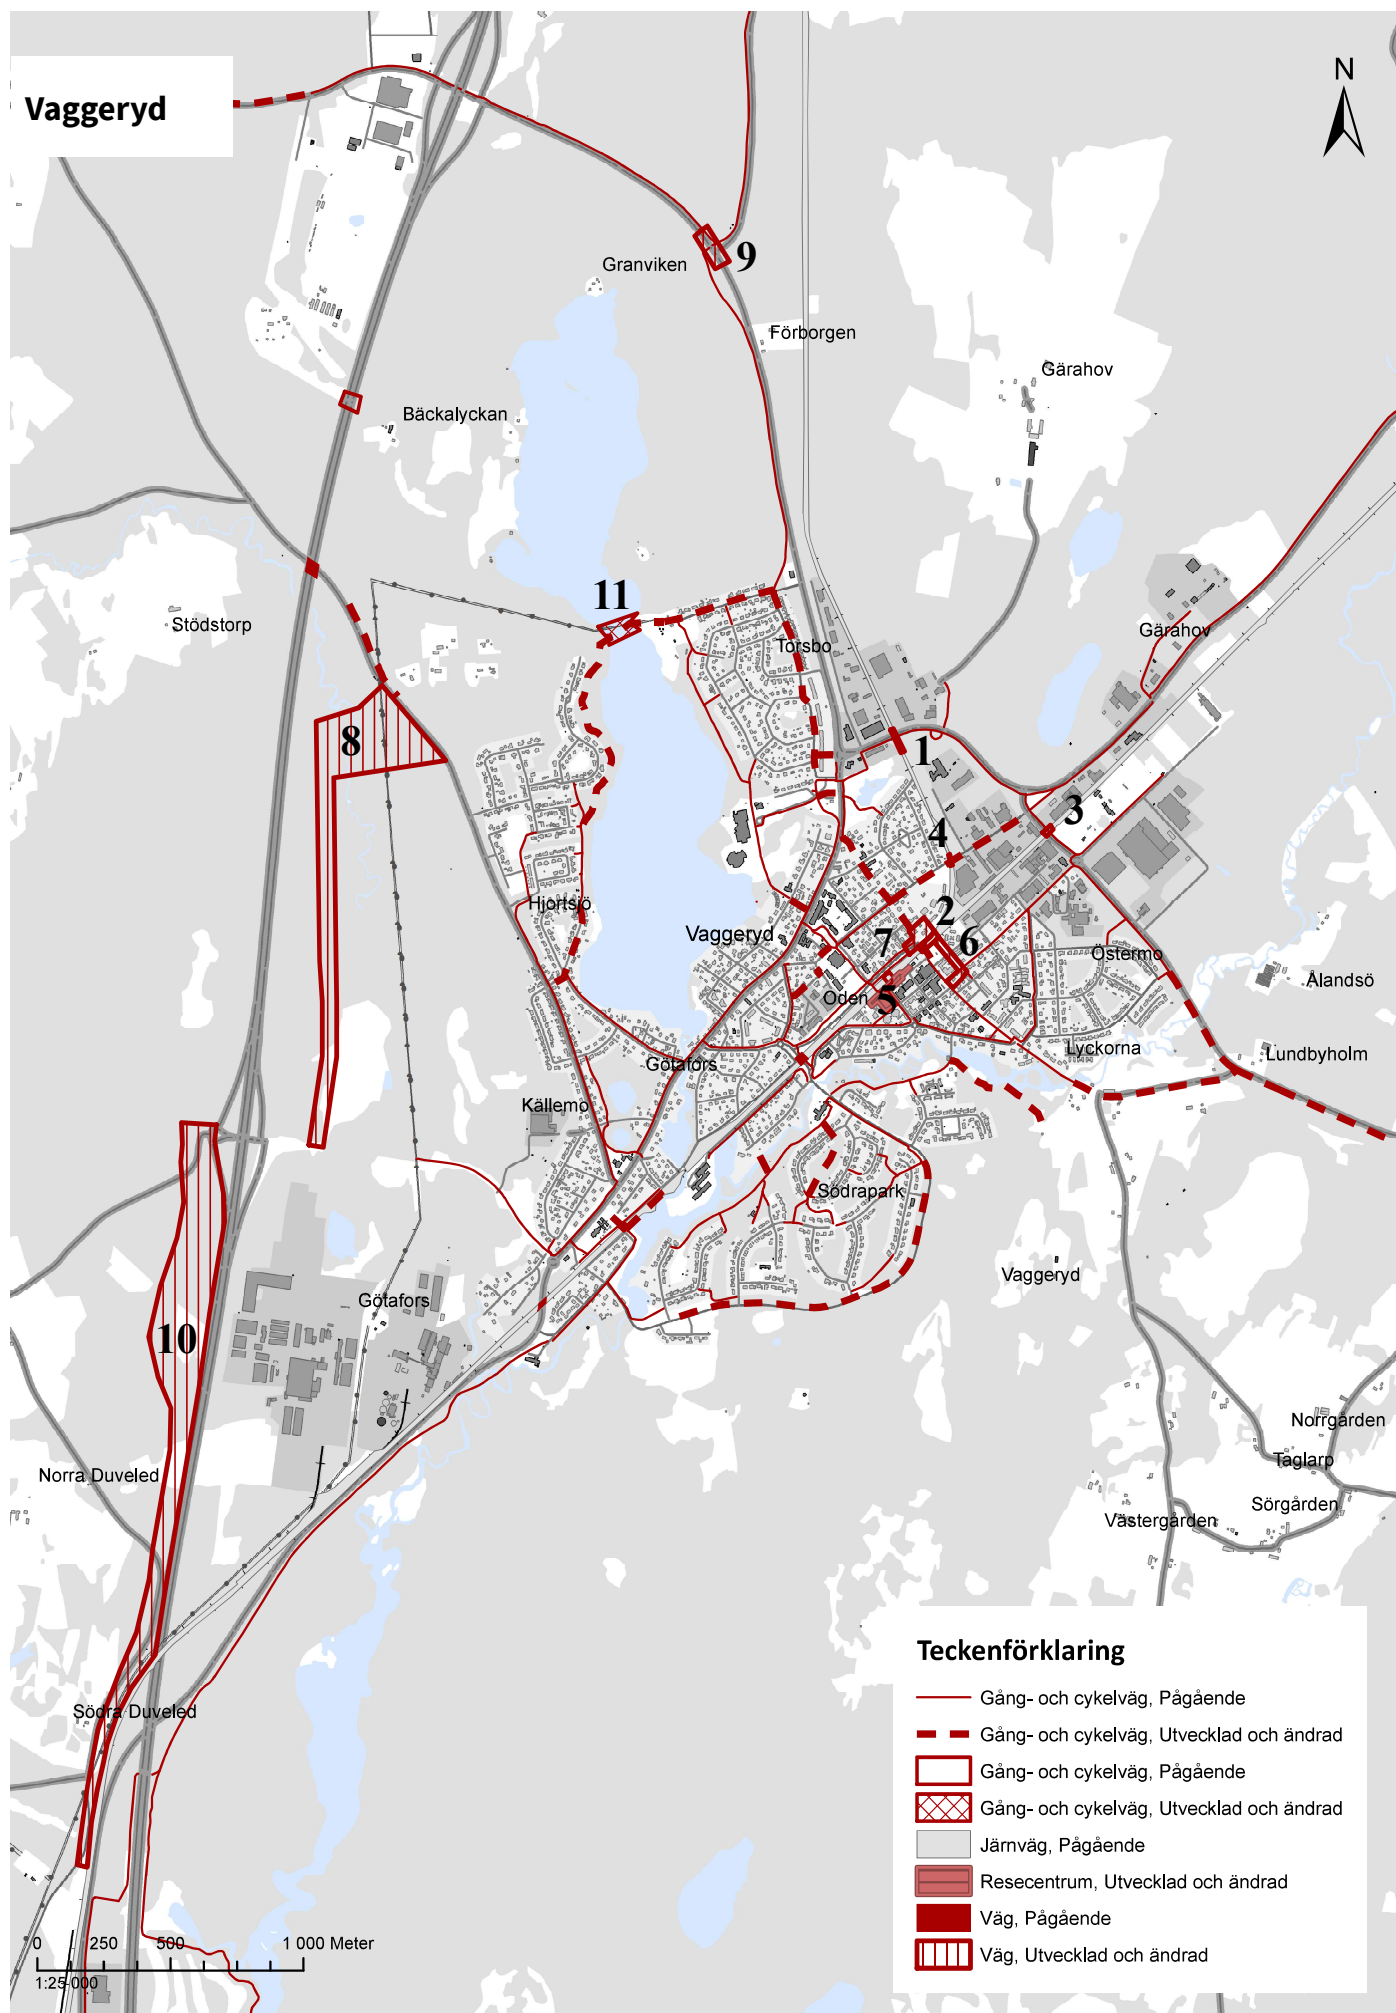 Vaggeryd
N
9
Granviken
Förborgen
Gärahov
Bäckalyckan
11
Stödstorp
Gärahov
Torsbo
8
1
3
4
Hjortsjö
2
Vaggeryd
7
6
Östermo
Ålandsö
Oden
5
Lyckorna
Lundbyholm
Götafors
Källemo
Södrapark
Vaggeryd
Götafors
10
Norrgården
Taglarp
Norra Duveled
Sörgården
Västergården
Södra Duveled
Teckenförklaring
Gång- och cykelväg, Pågående
Gång- och cykelväg, Utvecklad och ändrad
Gång- och cykelväg, Pågående
Gång- och cykelväg, Utvecklad och ändrad
Järnväg, Pågående
Resecentrum, Utvecklad och ändrad
Väg, Pågående
Väg, Utvecklad och ändrad
0 250 500 1 000 Meter
1:25 000